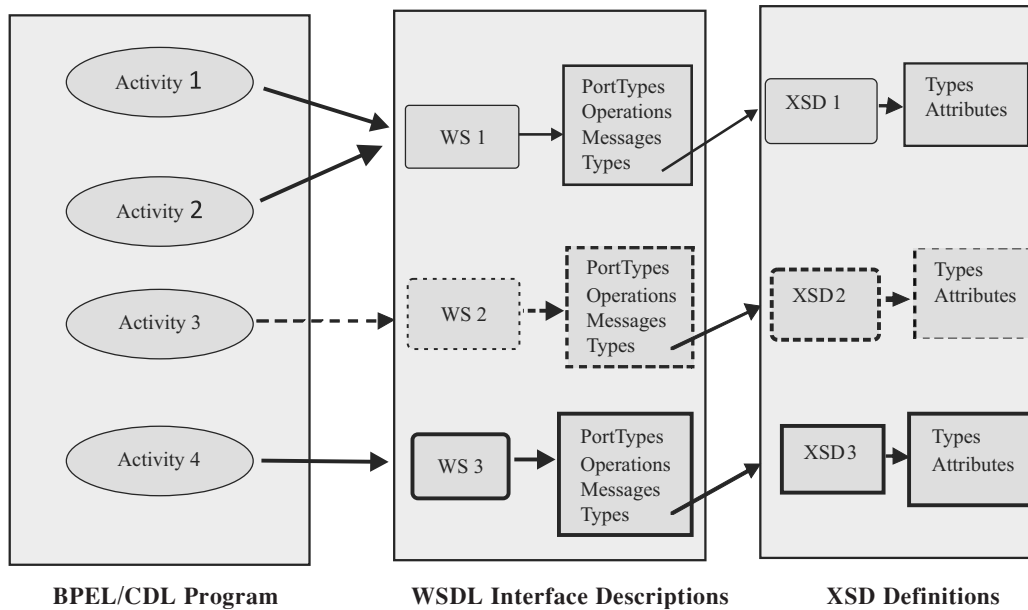 Activity 1
Activity 2
Activity 3
Activity 4
BPEL/CDL Program
WS 1
PortTypes
Operations
Messages
Types
WS 2
PortTypes
Operations
Messages
Types
WS 3
PortTypes
Operations
Messages
Types
WSDL Interface Descriptions
XSD 1
Types
Attributes
XSD2
Types
Attributes
XSD3
Types
Attributes
XSD Definitions